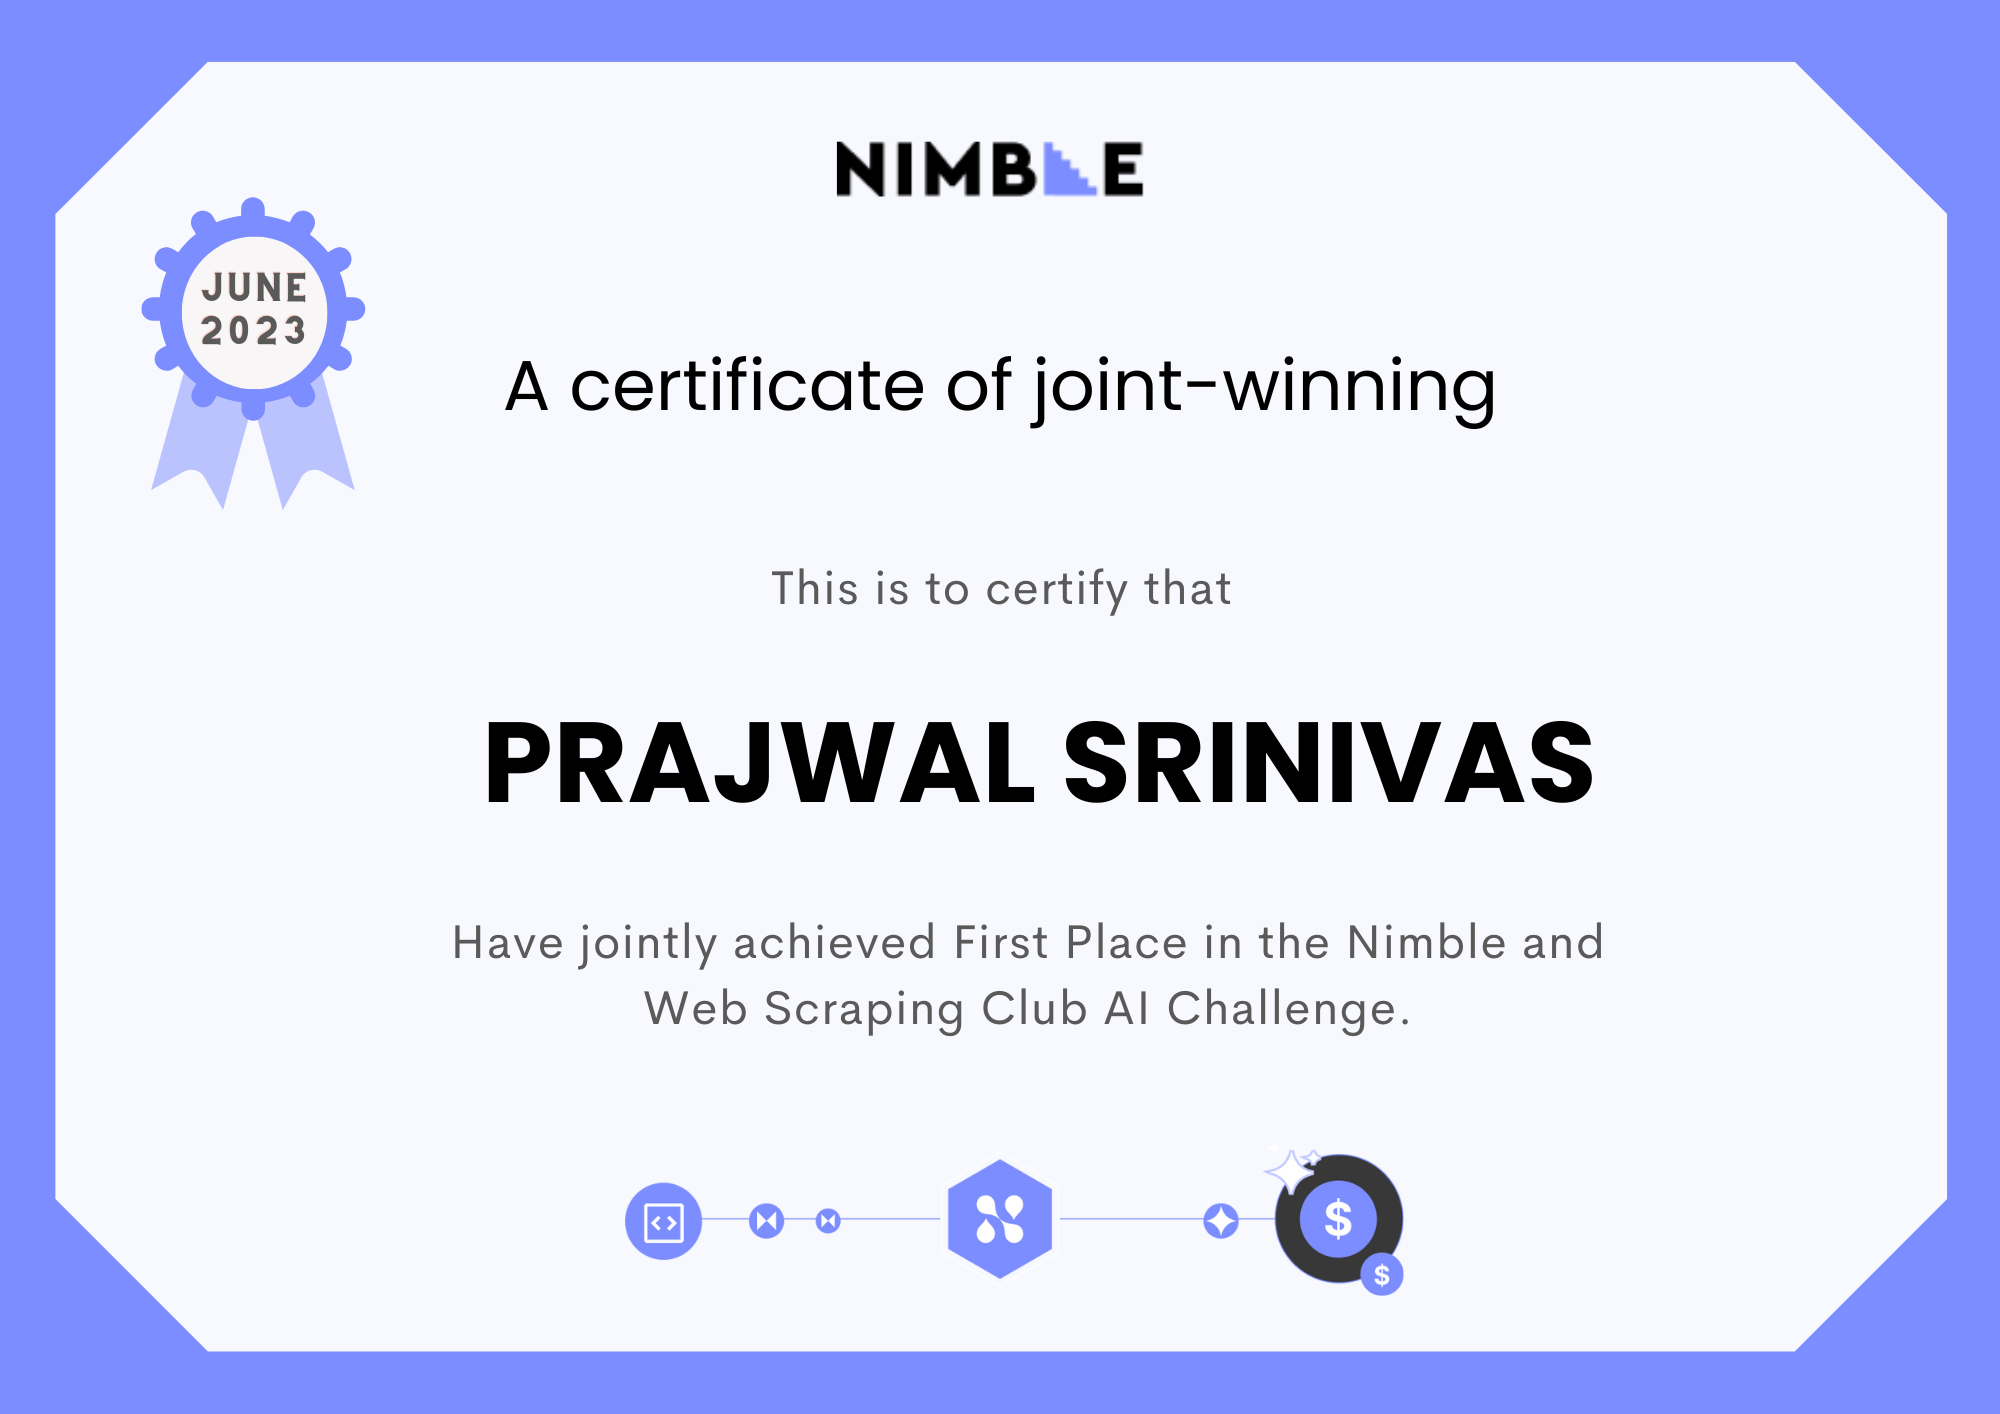 NIMBLE
JUNE
2023
A certificate of joint-winning
This is to certify that
PRAJWAL SRINIVAS
Have jointly achieved First Place in the Nimble and
Web Scraping Club AI Challenge.
$
$